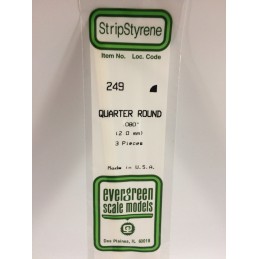 StripStyrene
Item No. Loc. Code
249
QUARTER ROUND
.080"
(2.0 mm)
3 Pieces
Made in U.S.A.
evergreen
scale models
Des Plaines, IL 60018